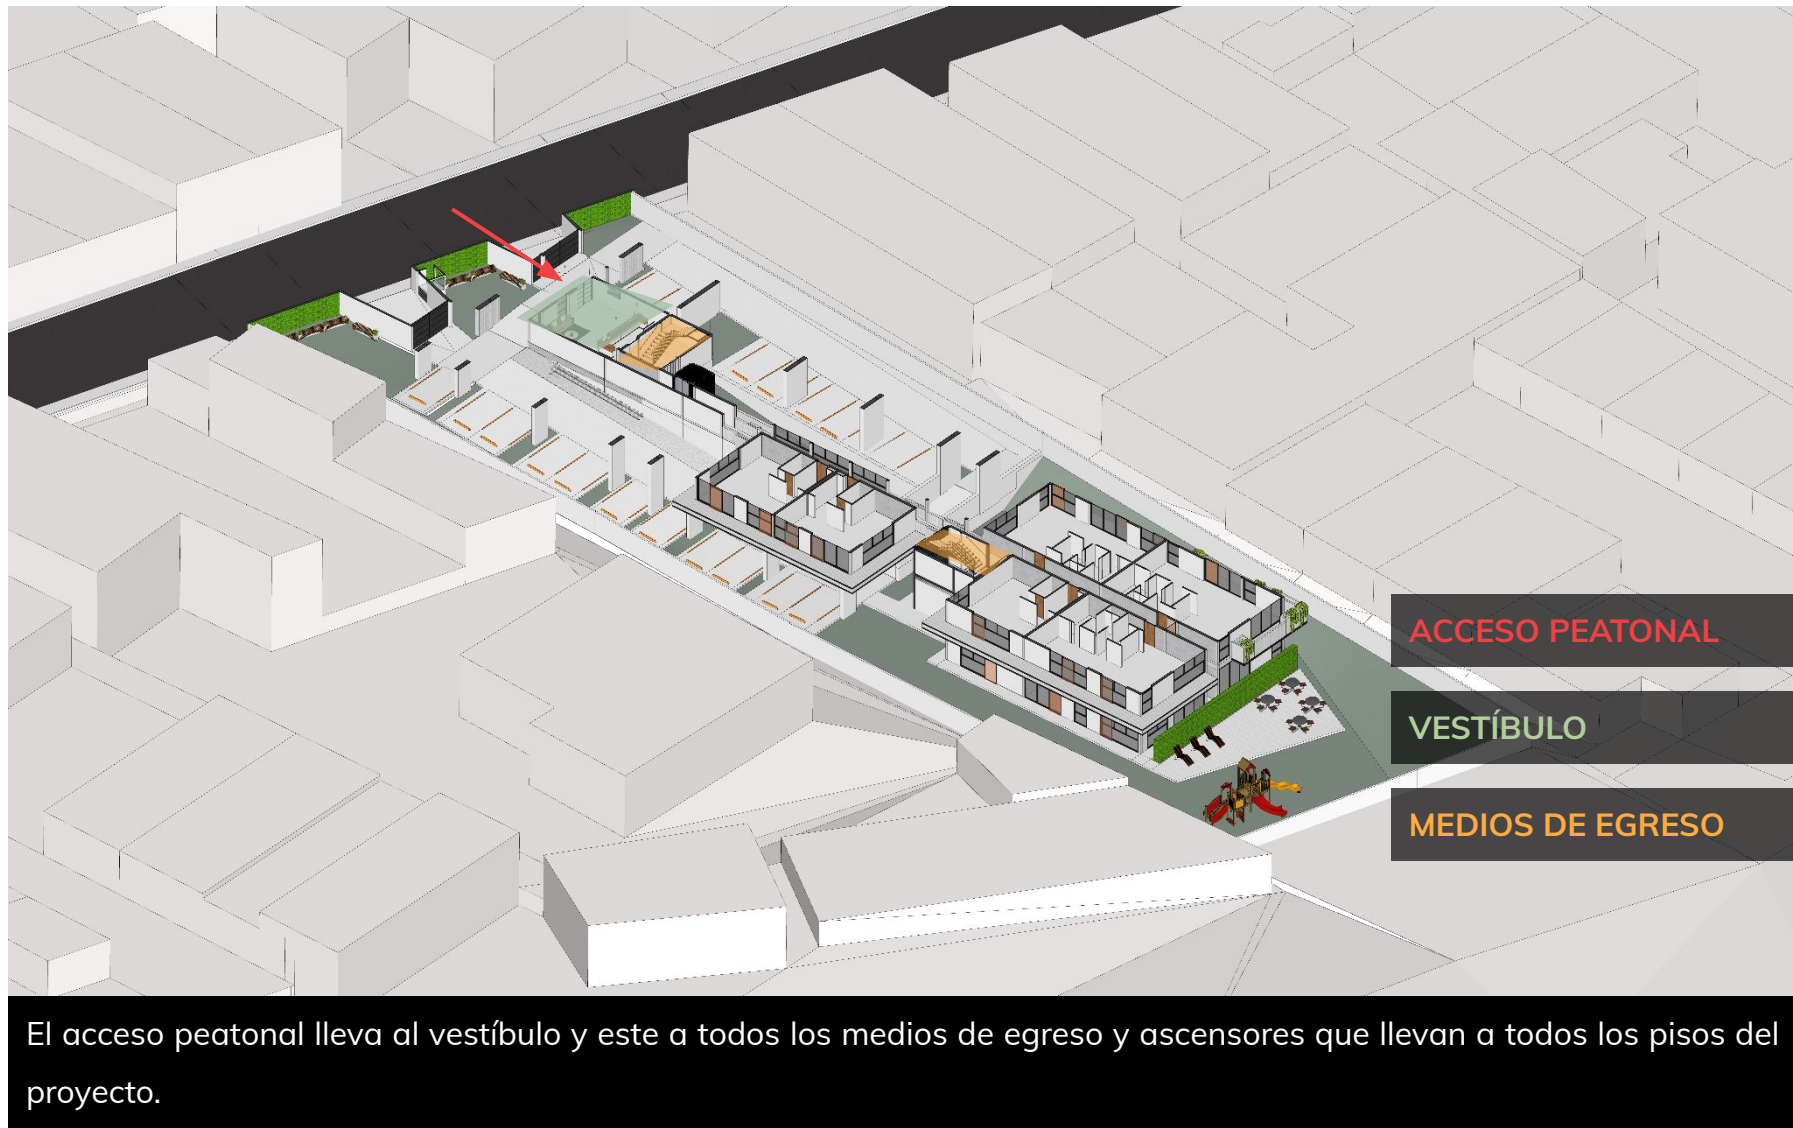 ACCESO PEATONAL
VESTÍBULO
MEDIOS DE EGRESO
El acceso peatonal lleva al vestíbulo y este a todos los medios de egreso y ascensores que llevan a todos los pisos del
proyecto.